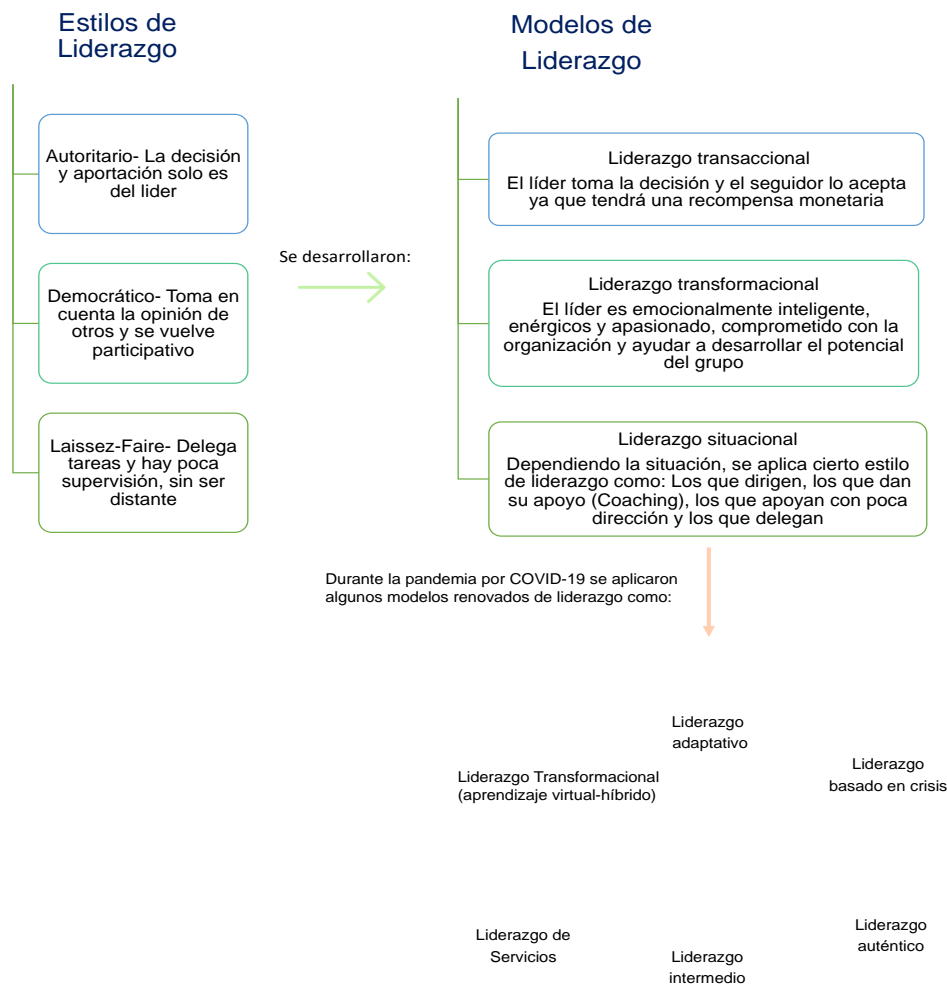 Estilos de
Liderazgo
Autoritario- La decisión
y aportación solo es
del lider
Democrático- Toma en
cuenta la opinión de
otros y se vuelve
participativo
Laissez-Faire- Delega
tareas y hay poca
supervisión, sin ser
distante
Se desarrollaron:
Modelos de
Liderazgo
Liderazgo transaccional
El líder toma la decisión y el seguidor lo acepta
ya que tendrá una recompensa monetaria
Liderazgo transformacional
El líder es emocionalmente inteligente,
enérgicos y apasionado, comprometido con la
organización y ayudar a desarrollar el potencial
del grupo
Liderazgo situacional
Dependiendo la situación, se aplica cierto estilo
de liderazgo como: Los que dirigen, los que dan
su apoyo (Coaching), los que apoyan con poca
dirección y los que delegan
Durante la pandemia por COVID-19 se aplicaron
algunos modelos renovados de liderazgo como:
Liderazgo
adaptativo
Liderazgo Transformacional
(aprendizaje virtual-híbrido)
Liderazgo
basado en crisis
Liderazgo de
Servicios
Liderazgo
intermedio
Liderazgo
auténtico